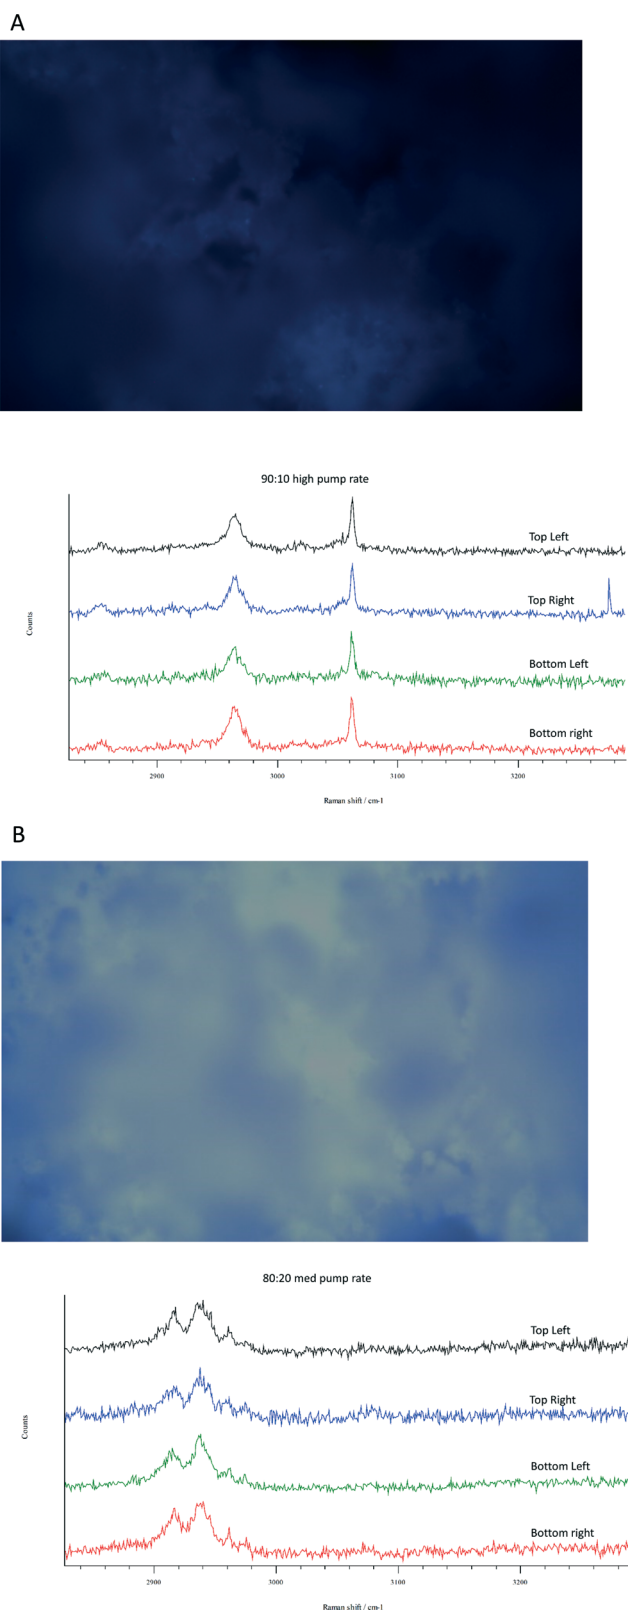 A
90:10 high pump rate
Top Left
Top Right
Bottom Left
Bottom right
Counts
2900 3000 3100 3200
Raman shift / cm-1
B
80:20 med pump rate
Top Left
Top Right
Bottom Left
Bottom right
Counts
2900 3000 3100 3200
Raman shift / cm-1